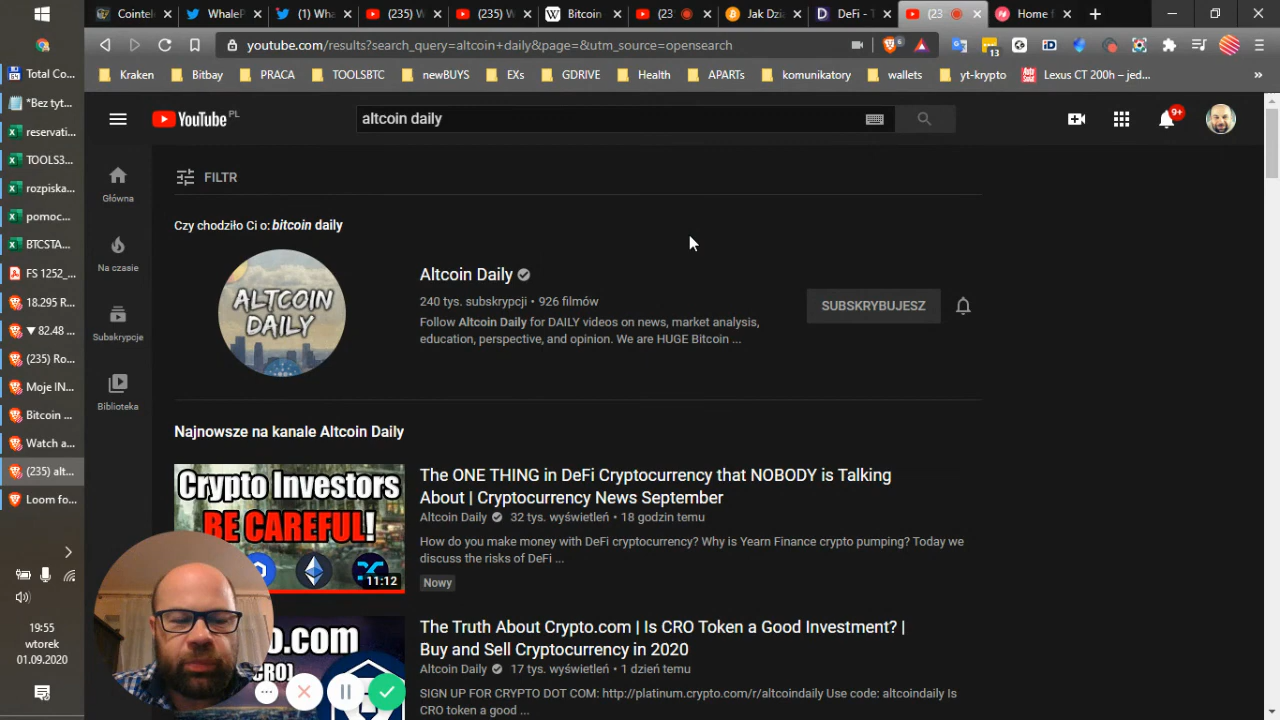 Cointele
WhaleP
(1) Wha
(235) W
(235) W
Bitcoin
(23
Jak Dzia
DeFi - T
(23
Home f
youtube.com/results?search_query=altcoin+daily&page=&utm_source=opensearch
6
13
iD
Kraken
Bitbay
PRACA
TOOLSBTC
newBUYS
EXs
GDRIVE
Health
APARTs
komunikatory
wallets
yt-krypto
Lexus CT 200h – jed...
»
Total Co...
*Bez tyt...
reservati...
TOOLS3...
rozpiska...
pomoc...
BTCSTA...
FS 1252_...
18.295 R...
▼ 82.48 ...
(235) Ro...
Moje IN...
Bitcoin ...
Watch a...
(235) alt...
Loom fo...
19:55
wtorek
01.09.2020
YouTube PL
altcoin daily
9+
Główna
Na czasie
Subskrypcje
Biblioteka
FILTR
Czy chodziło Ci o: bitcoin daily
ALTCOIN
DAILY
Altcoin Daily
240 tys. subskrypcji • 926 filmów
Follow Altcoin Daily for DAILY videos on news, market analysis,
education, perspective, and opinion. We are HUGE Bitcoin ...
SUBSKRYBUJESZ
Najnowsze na kanale Altcoin Daily
Crypto Investors
BE CAREFUL!
11:12
The ONE THING in DeFi Cryptocurrency that NOBODY is Talking
About | Cryptocurrency News September
Altcoin Daily 32 tys. wyświetleń • 18 godzin temu
How do you make money with DeFi cryptocurrency? Why is Yearn Finance crypto pumping? Today we
discuss the risks of DeFi ...
Nowy
o.com
CRO)
The Truth About Crypto.com | Is CRO Token a Good Investment? |
Buy and Sell Cryptocurrency in 2020
Altcoin Daily 17 tys. wyświetleń • 1 dzień temu
SIGN UP FOR CRYPTO DOT COM: http://platinum.crypto.com/r/altcoindaily Use code: altcoindaily Is
CRO token a good ...